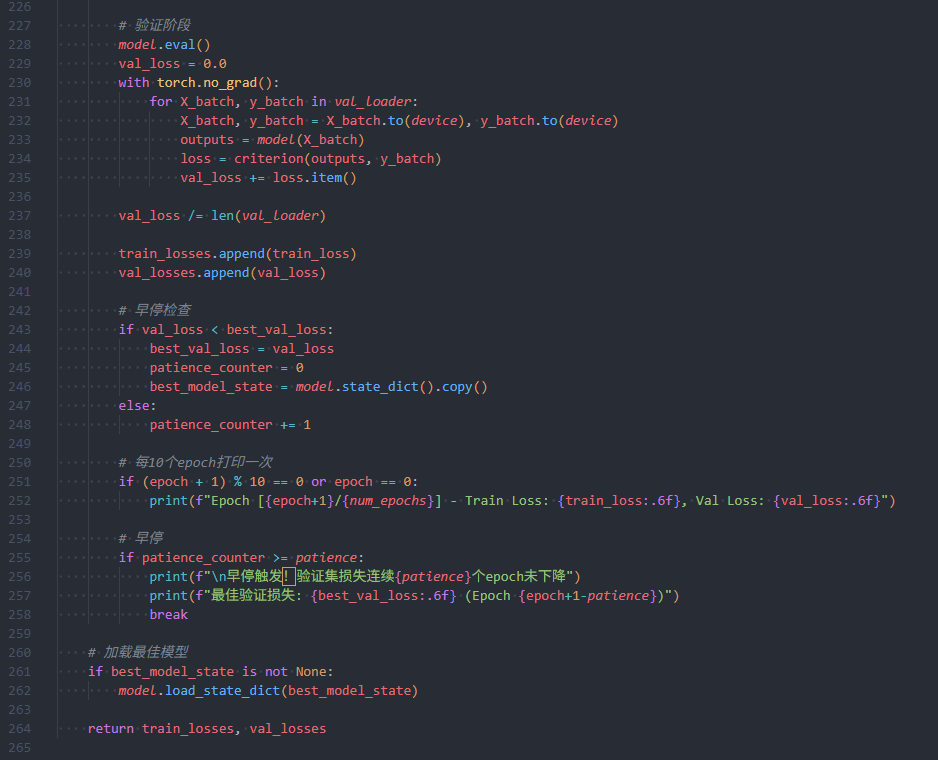 226
227 # 验证阶段
228 model.eval()
229 val_loss = 0.0
230 with torch.no_grad():
231 for X_batch, y_batch in val_loader:
232 X_batch, y_batch = X_batch.to(device), y_batch.to(device)
233 outputs = model(X_batch)
234 loss = criterion(outputs, y_batch)
235 val_loss += loss.item()
236
237 val_loss /= len(val_loader)
238
239 train_losses.append(train_loss)
240 val_losses.append(val_loss)
241
242 # 早停检查
243 if val_loss < best_val_loss:
244 best_val_loss = val_loss
245 patience_counter = 0
246 best_model_state = model.state_dict().copy()
247 else:
248 patience_counter += 1
249
250 # 每10个epoch打印一次
251 if (epoch + 1) % 10 == 0 or epoch == 0:
252 print(f"Epoch [{epoch+1}/{num_epochs}] - Train Loss: {train_loss:.6f}, Val Loss: {val_loss:.6f}")
253
254 # 早停
255 if patience_counter >= patience:
256 print(f"\n早停触发！验证集损失连续{patience}个epoch未下降")
257 print(f"最佳验证损失: {best_val_loss:.6f} (Epoch {epoch+1-patience})")
258 break
259
260 # 加载最佳模型
261 if best_model_state is not None:
262 model.load_state_dict(best_model_state)
263
264 return train_losses, val_losses
265